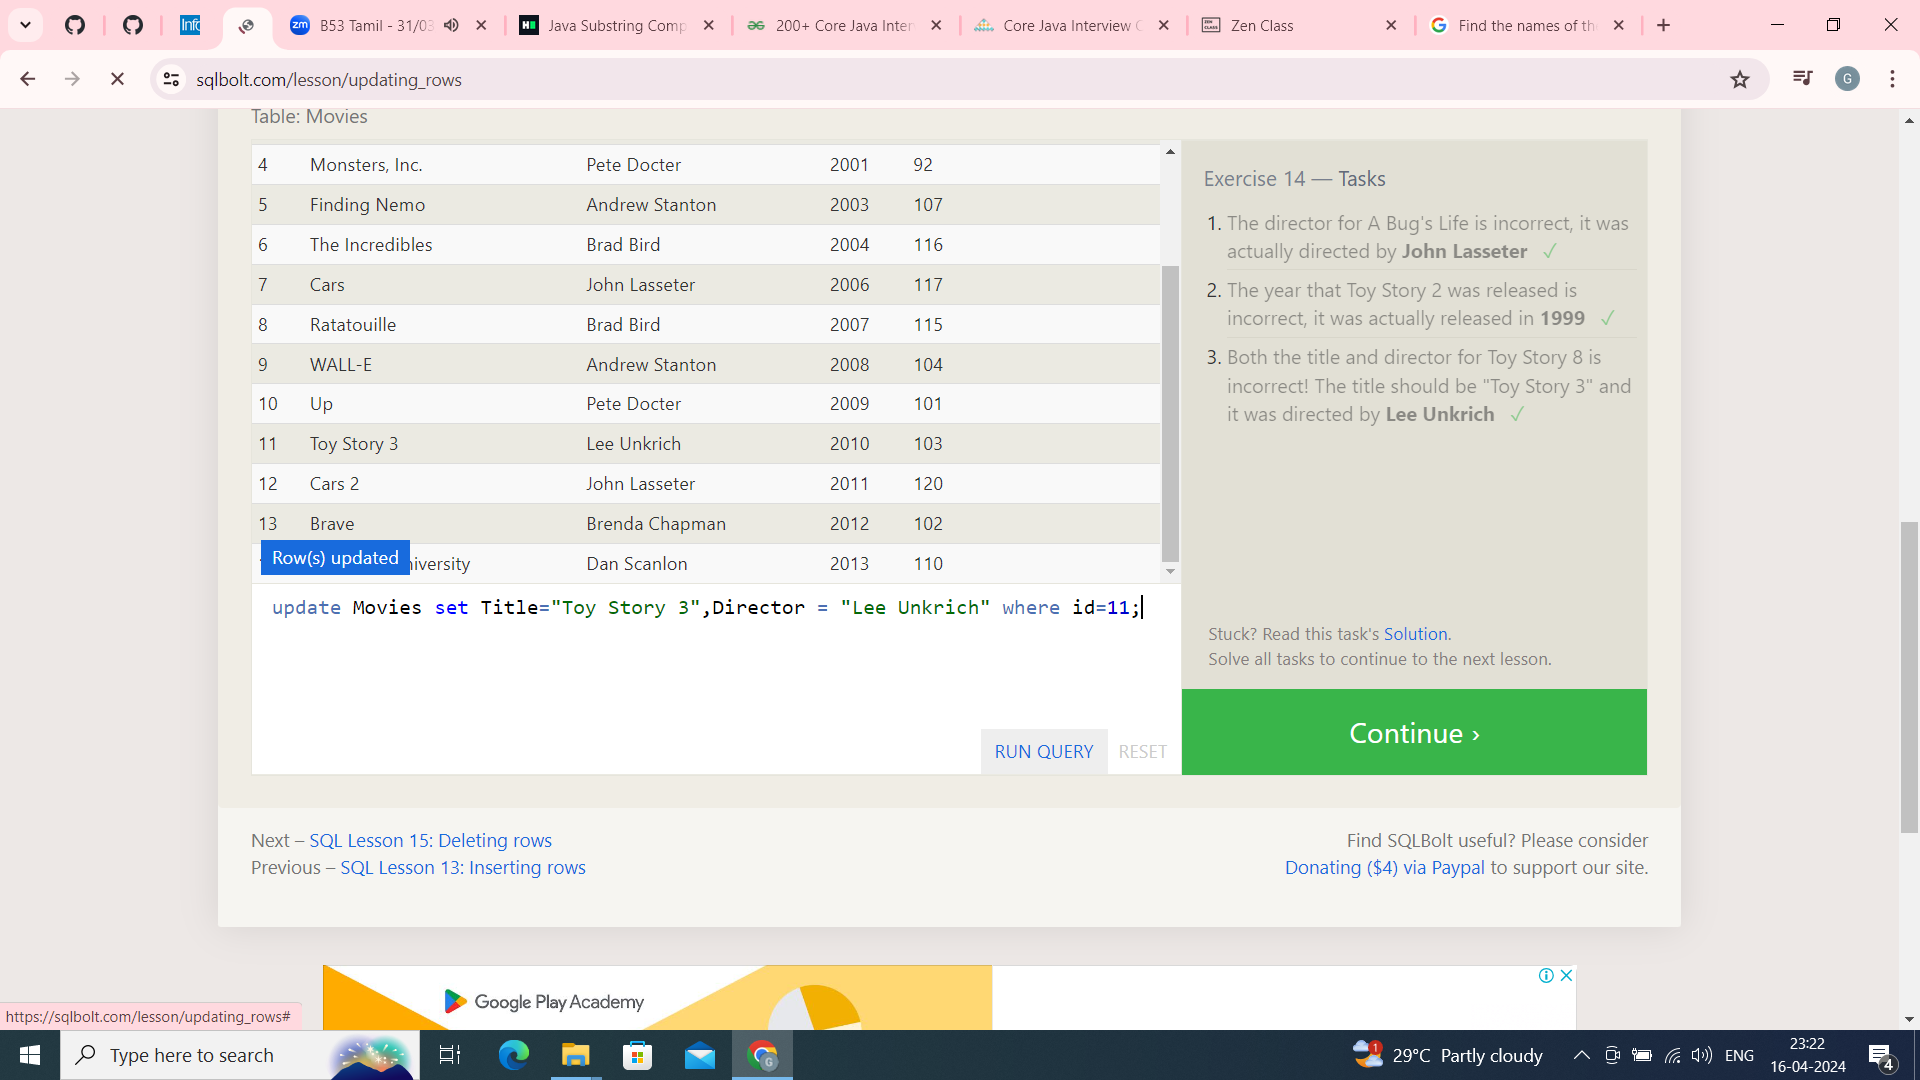 B53 Tamil - 31/03
Java Substring Comp
200+ Core Java Inter
Core Java Interview
Zen Class
Find the names of th
sqlbolt.com/lesson/updating_rows
G
Table: Movies
4 Monsters, Inc. Pete Docter 2001 92
5 Finding Nemo Andrew Stanton 2003 107
6 The Incredibles Brad Bird 2004 116
7 Cars John Lasseter 2006 117
8 Ratatouille Brad Bird 2007 115
9 WALL-E Andrew Stanton 2008 104
10 Up Pete Docter 2009 101
11 Toy Story 3 Lee Unkrich 2010 103
12 Cars 2 John Lasseter 2011 120
13 Brave Brenda Chapman 2012 102
Row(s) updated
iversity Dan Scanlon 2013 110
update Movies set Title="Toy Story 3",Director = "Lee Unkrich" where id=11;
RUN QUERY RESET
Exercise 14 — Tasks
1. The director for A Bug's Life is incorrect, it was
actually directed by John Lasseter ✓
2. The year that Toy Story 2 was released is
incorrect, it was actually released in 1999 ✓
3. Both the title and director for Toy Story 8 is
incorrect! The title should be "Toy Story 3" and
it was directed by Lee Unkrich ✓
Stuck? Read this task's Solution.
Solve all tasks to continue to the next lesson.
Continue ›
Next – SQL Lesson 15: Deleting rows
Previous – SQL Lesson 13: Inserting rows
Find SQLBolt useful? Please consider
Donating ($4) via Paypal to support our site.
Google Play Academy
https://sqlbolt.com/lesson/updating_rows#
Type here to search
29°C Partly cloudy
ENG
23:22
16-04-2024
4